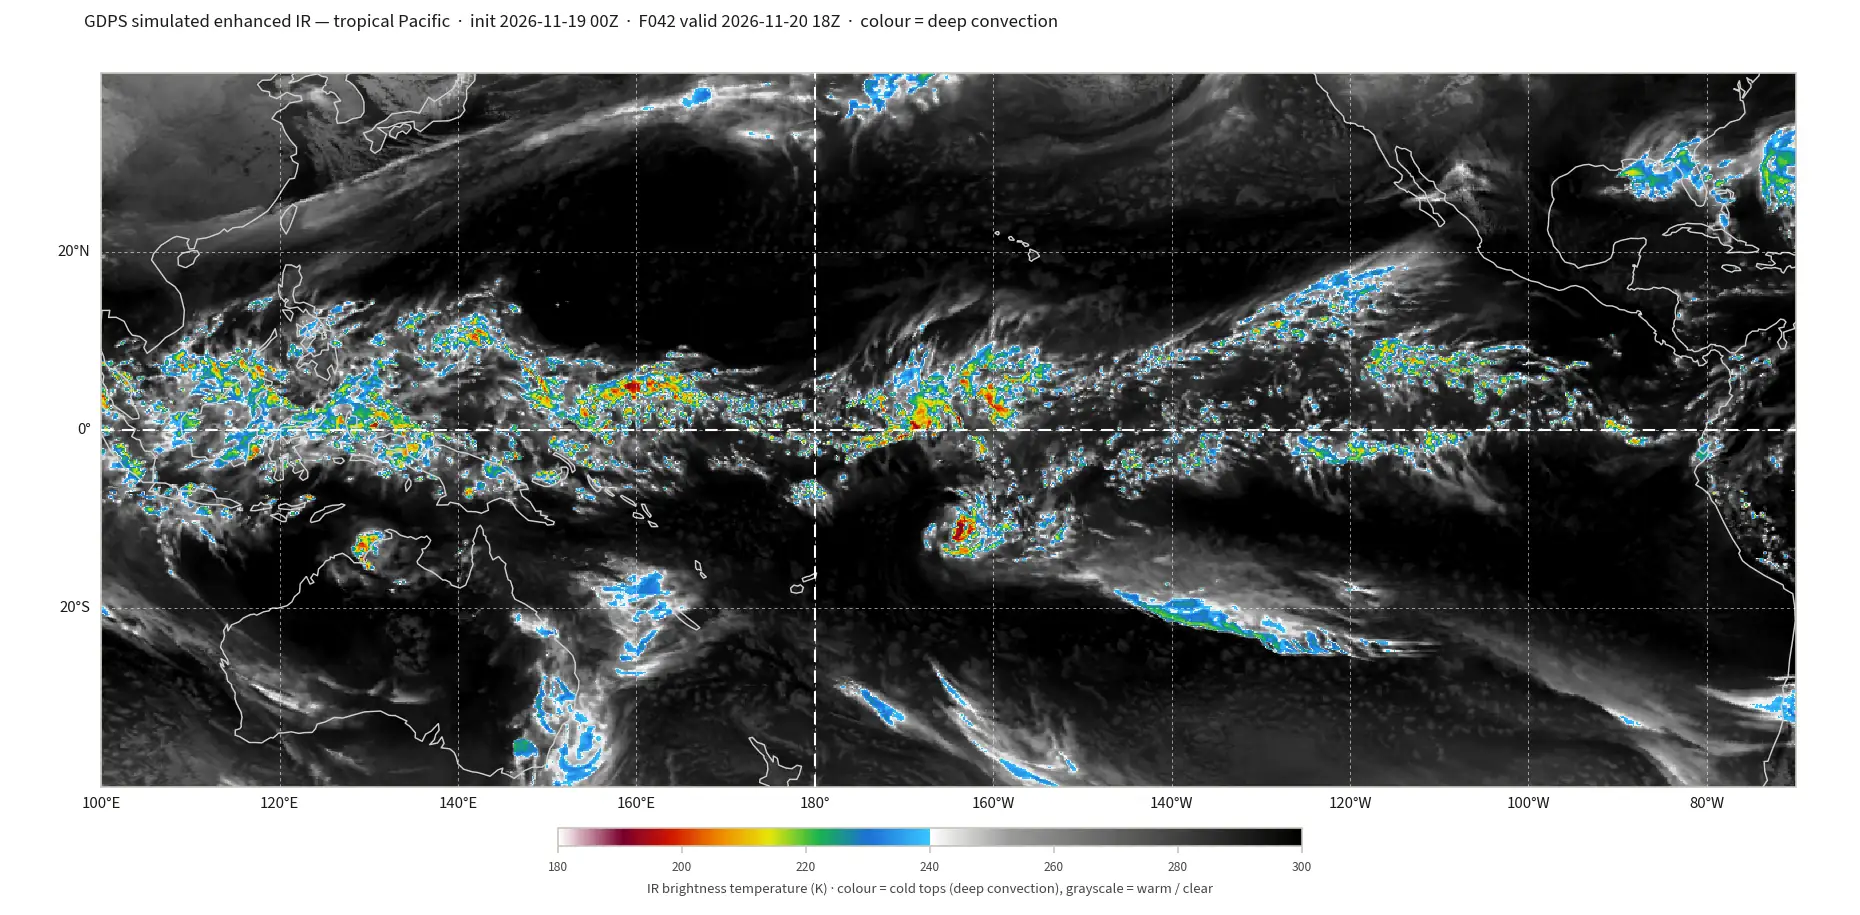 GDPS simulated enhanced IR — tropical Pacific · init 2026-11-19 00Z · F042 valid 2026-11-20 18Z · colour = deep convection
20°N
0°
20°S
100°E 120°E 140°E 160°E 180° 160°W 140°W 120°W 100°W 80°W
180 200 220 240 260 280 300
IR brightness temperature (K) · colour = cold tops (deep convection), grayscale = warm / clear